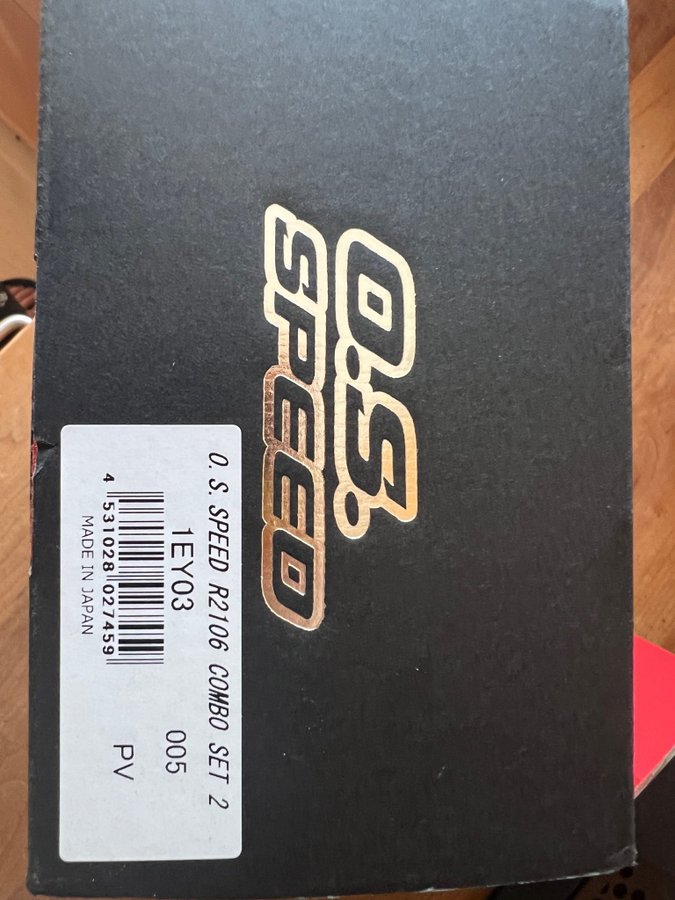 O.S.
SPEED
O.S.SPEED R2106 COMBO SET 2
1EY03
005
4 531028 027459
PV
MADE IN JAPAN